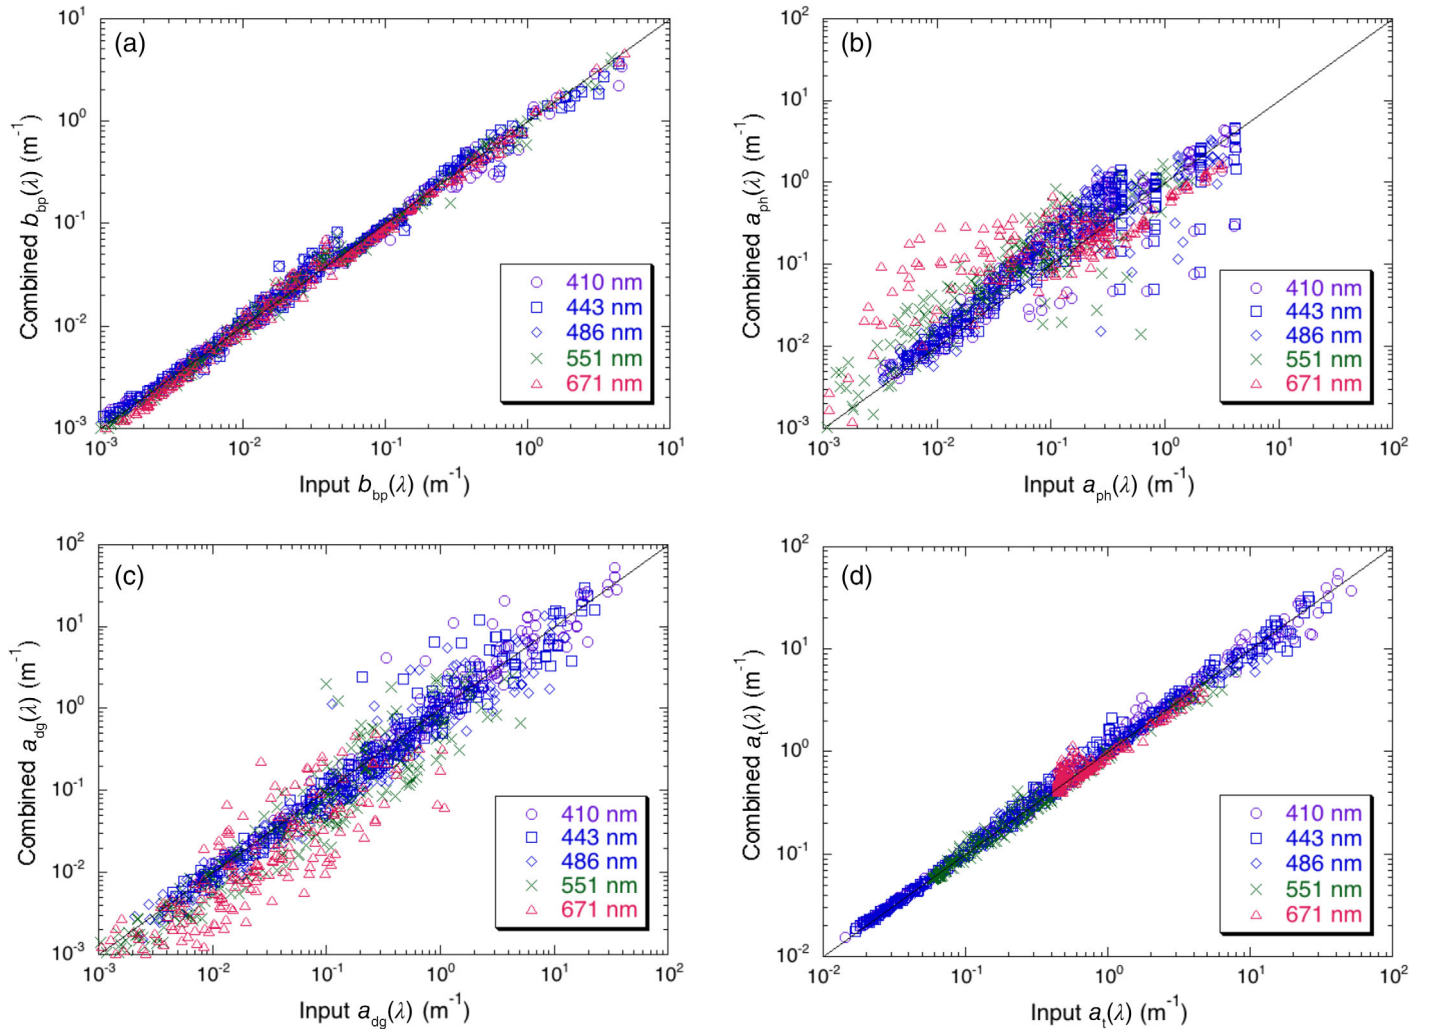 (a)
10¹
10⁰
10⁻¹
10⁻²
10⁻³
Combined b_bp(λ) (m⁻¹)
410 nm
443 nm
486 nm
551 nm
671 nm
10⁻³ 10⁻² 10⁻¹ 10⁰ 10¹
Input b_bp(λ) (m⁻¹)
(b)
10²
10¹
10⁰
10⁻¹
10⁻²
10⁻³
Combined a_ph(λ) (m⁻¹)
410 nm
443 nm
486 nm
551 nm
671 nm
10⁻³ 10⁻² 10⁻¹ 10⁰ 10¹ 10²
Input a_ph(λ) (m⁻¹)
(c)
10²
10¹
10⁰
10⁻¹
10⁻²
10⁻³
Combined a_dg(λ) (m⁻¹)
410 nm
443 nm
486 nm
551 nm
671 nm
10⁻³ 10⁻² 10⁻¹ 10⁰ 10¹ 10²
Input a_dg(λ) (m⁻¹)
(d)
10²
10¹
10⁰
10⁻¹
10⁻²
Combined a_t(λ) (m⁻¹)
410 nm
443 nm
486 nm
551 nm
671 nm
10⁻² 10⁻¹ 10⁰ 10¹ 10²
Input a_t(λ) (m⁻¹)